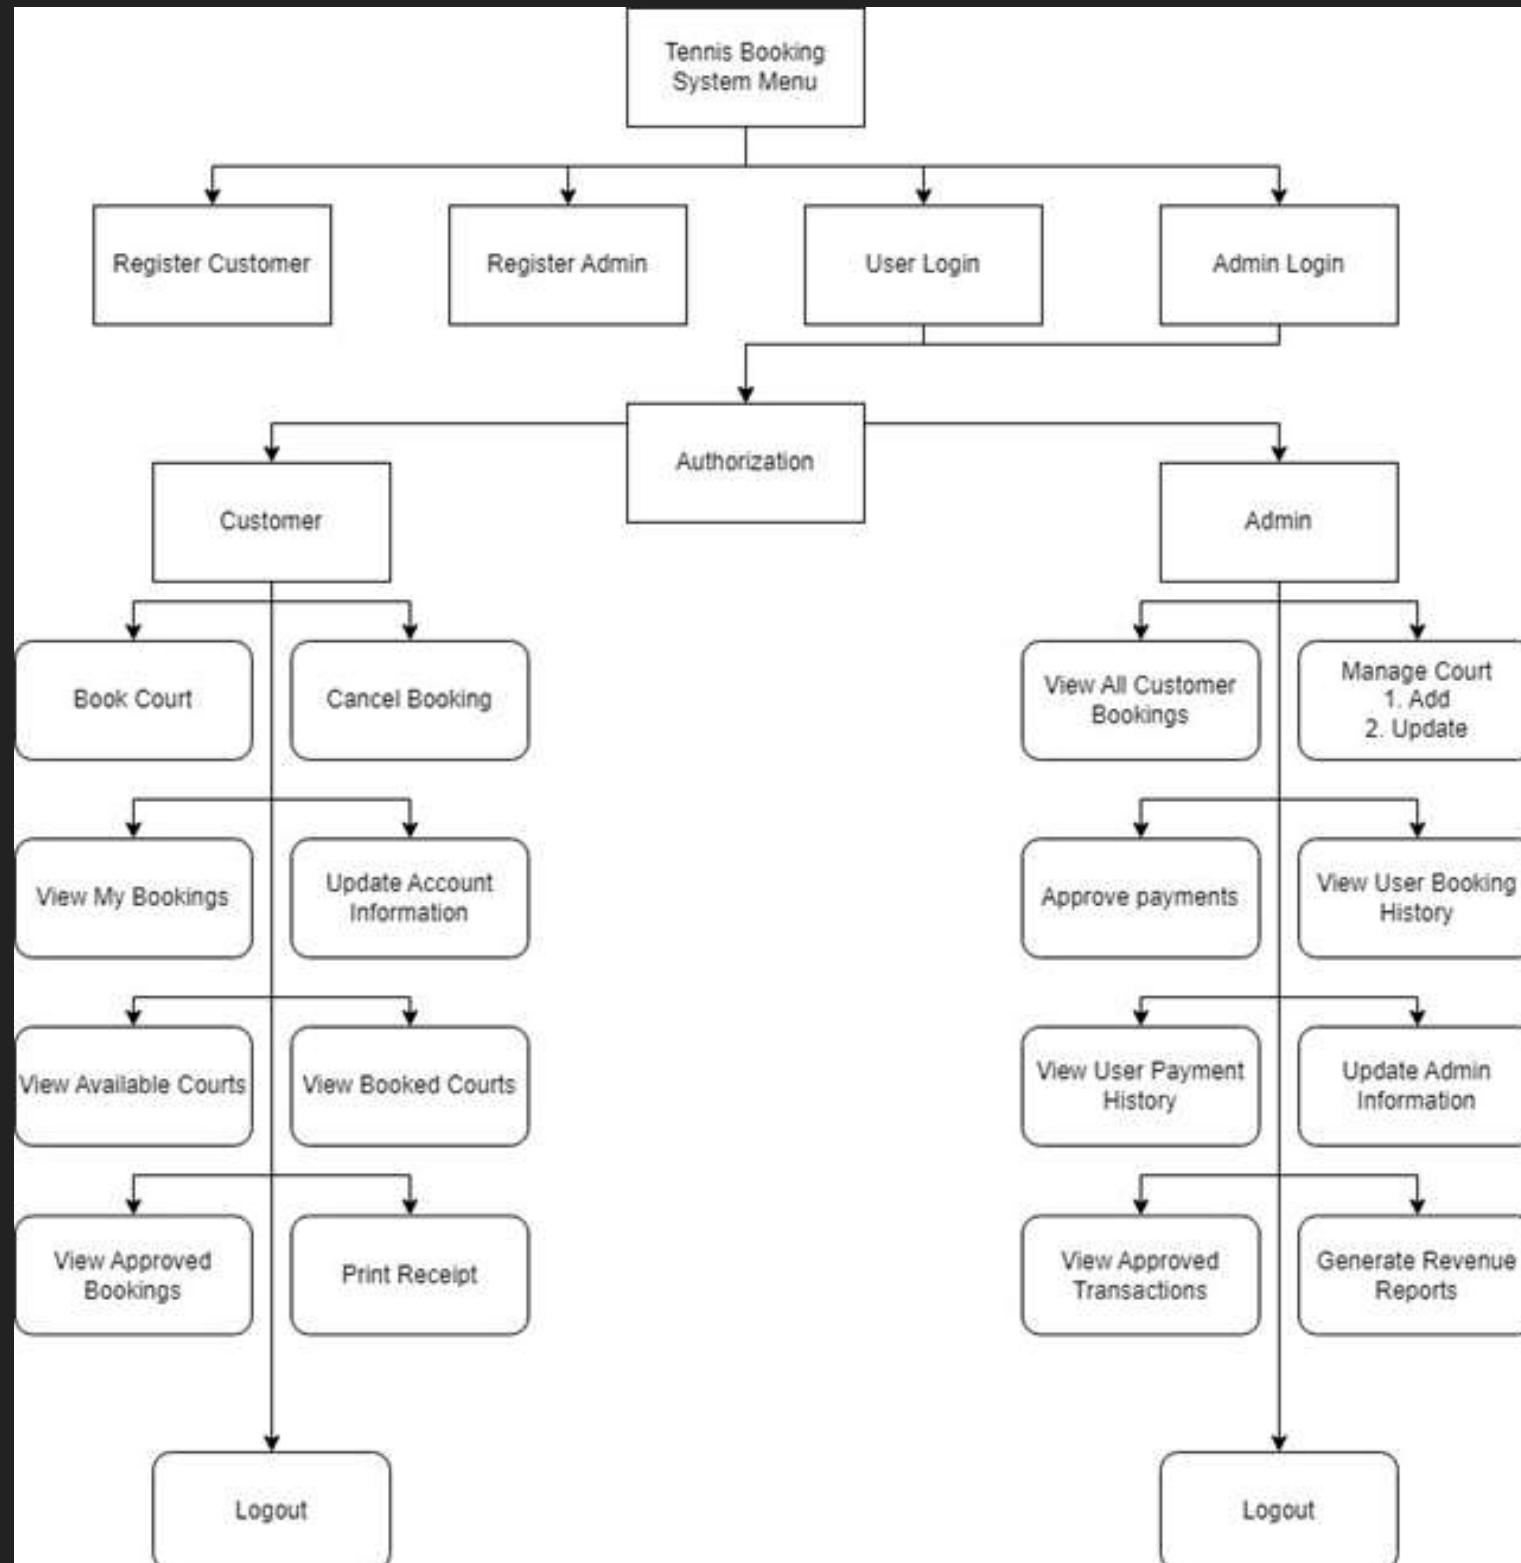 Tennis Booking
System Menu
Register Customer
Register Admin
User Login
Admin Login
Authorization
Customer
Admin
Book Court
Cancel Booking
View All Customer
Bookings
Manage Court
1. Add
2. Update
View My Bookings
Update Account
Information
Approve payments
View User Booking
History
View Available Courts
View Booked Courts
View User Payment
History
Update Admin
Information
View Approved
Bookings
Print Receipt
View Approved
Transactions
Generate Revenue
Reports
Logout
Logout